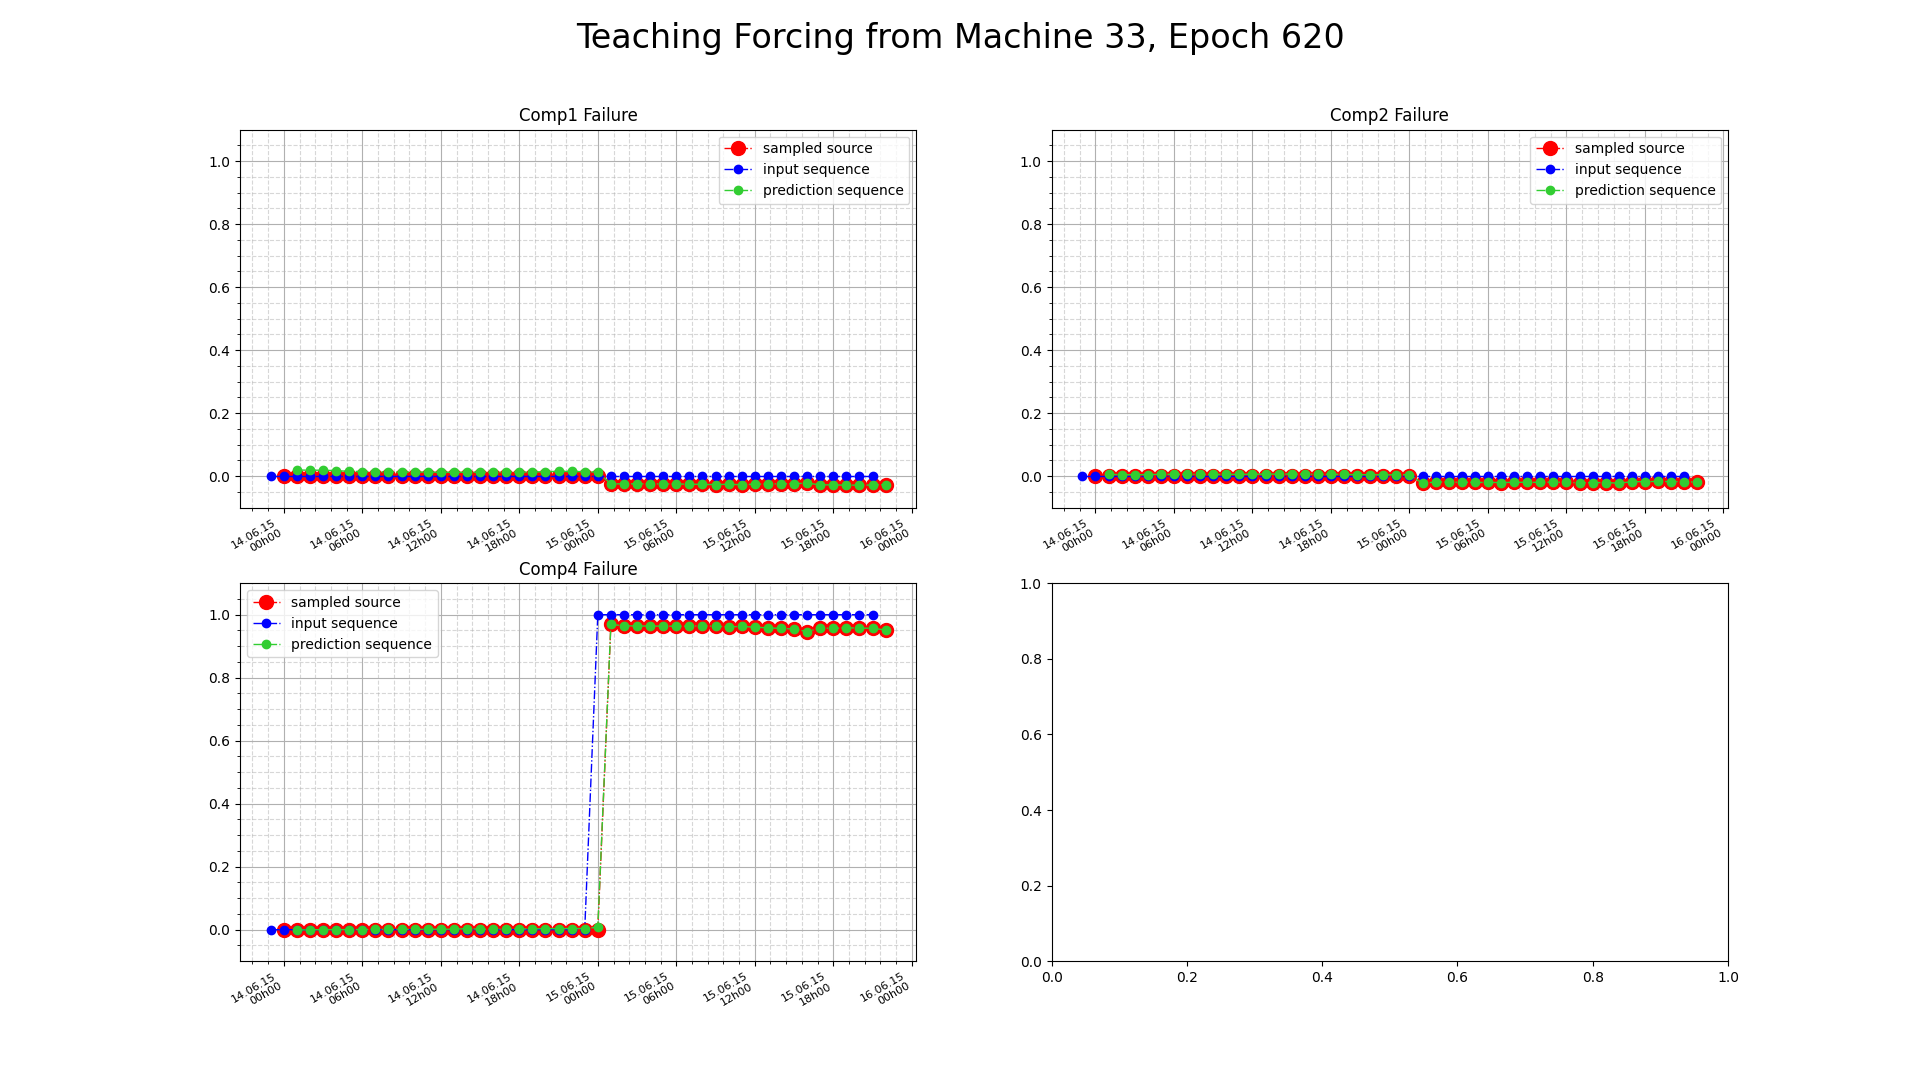 Teaching Forcing from Machine 33, Epoch 620
Comp1 Failure
sampled source
input sequence
prediction sequence
1.0
0.8
0.6
0.4
0.2
0.0
14.06.15
00h00
14.06.15
06h00
14.06.15
12h00
14.06.15
18h00
15.06.15
00h00
15.06.15
06h00
15.06.15
12h00
15.06.15
18h00
16.06.15
00h00
Comp2 Failure
sampled source
input sequence
prediction sequence
1.0
0.8
0.6
0.4
0.2
0.0
14.06.15
00h00
14.06.15
06h00
14.06.15
12h00
14.06.15
18h00
15.06.15
00h00
15.06.15
06h00
15.06.15
12h00
15.06.15
18h00
16.06.15
00h00
Comp4 Failure
sampled source
input sequence
prediction sequence
1.0
0.8
0.6
0.4
0.2
0.0
14.06.15
00h00
14.06.15
06h00
14.06.15
12h00
14.06.15
18h00
15.06.15
00h00
15.06.15
06h00
15.06.15
12h00
15.06.15
18h00
16.06.15
00h00
1.0
0.8
0.6
0.4
0.2
0.0
0.0 0.2 0.4 0.6 0.8 1.0